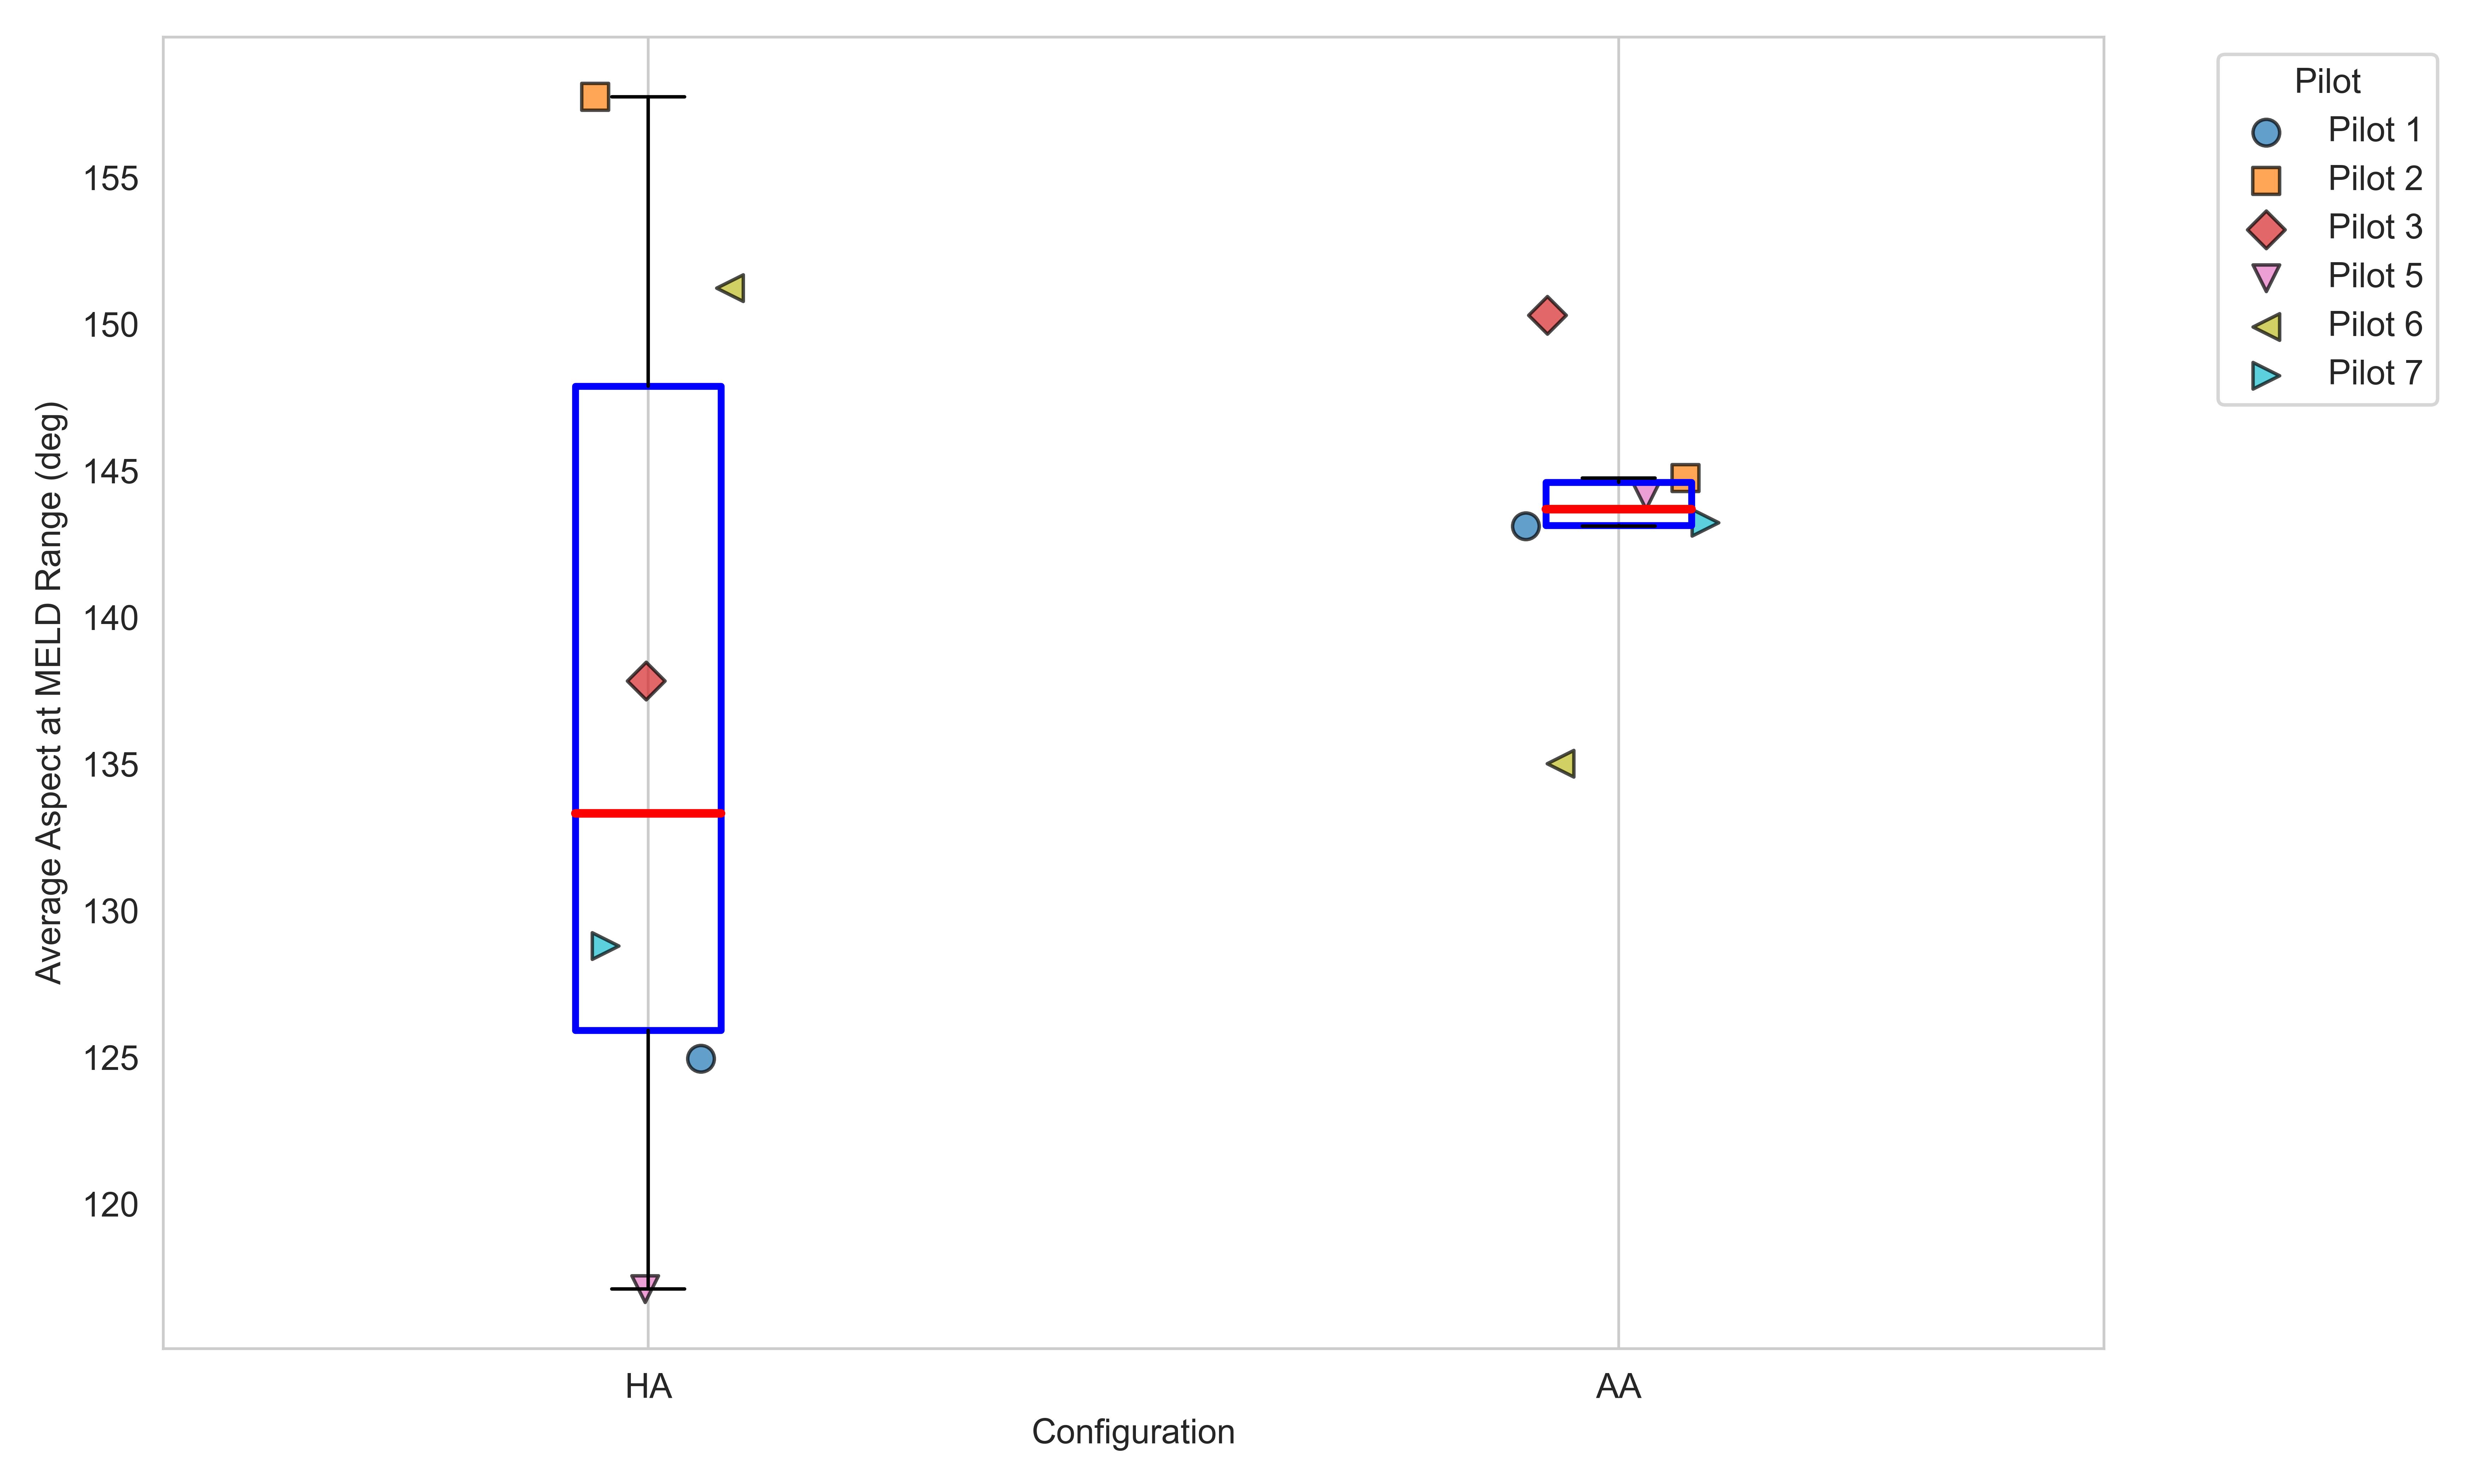 Average Aspect at MELD Range (deg)
155
150
145
140
135
130
125
120
HA
AA
Configuration
Pilot
Pilot 1
Pilot 2
Pilot 3
Pilot 5
Pilot 6
Pilot 7